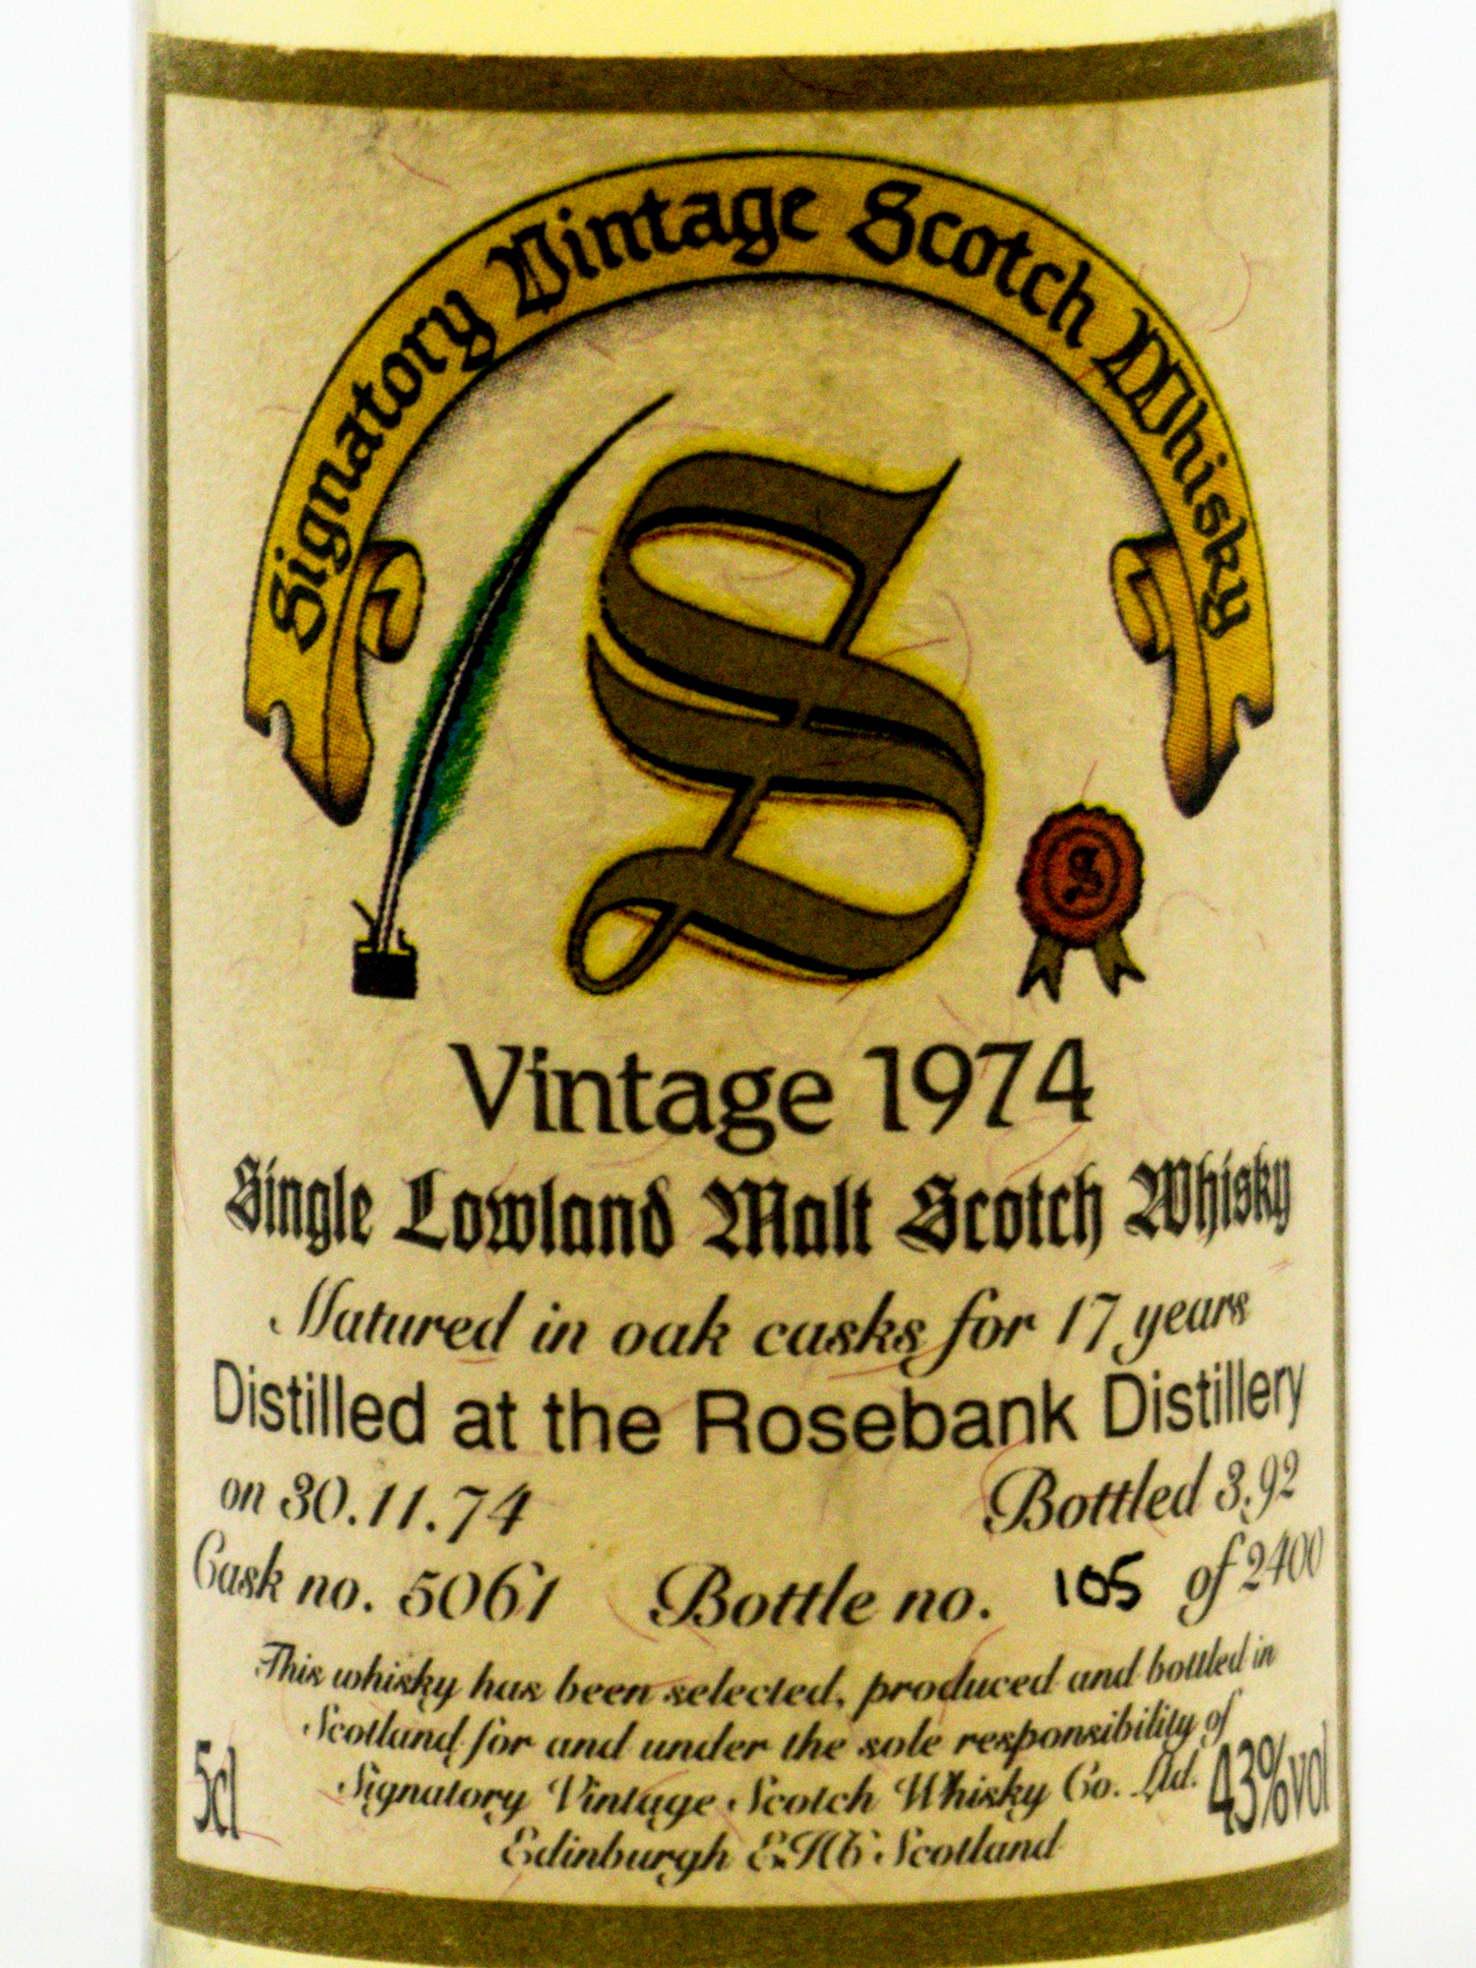 Signatory Vintage Scotch Whisky
S
S
Vintage 1974
Single Lowland Malt Scotch Whisky
Matured in oak casks for 17 years
Distilled at the Rosebank Distillery
on 30.11.74 Bottled 3.92
Cask no. 5061 Bottle no. 105 of 2400
This whisky has been selected, produced and bottled in
Scotland for and under the sole responsibility of
Signatory Vintage Scotch Whisky Co. Ltd.
5cl 43%vol
Edinburgh EH6 Scotland